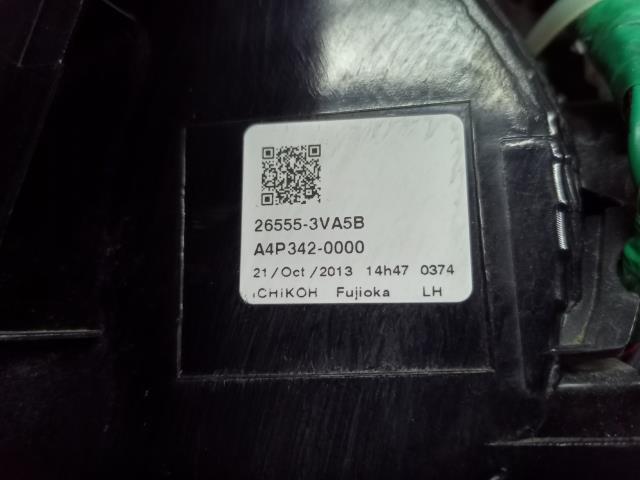 26555-3VA5B
A4P342-0000
21/Oct/2013 14h47 0374
iCHiKOH Fujioka LH